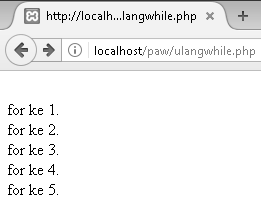 http://localh...langwhile.php
localhost/paw/ulangwhile.php
for ke 1.
for ke 2.
for ke 3.
for ke 4.
for ke 5.